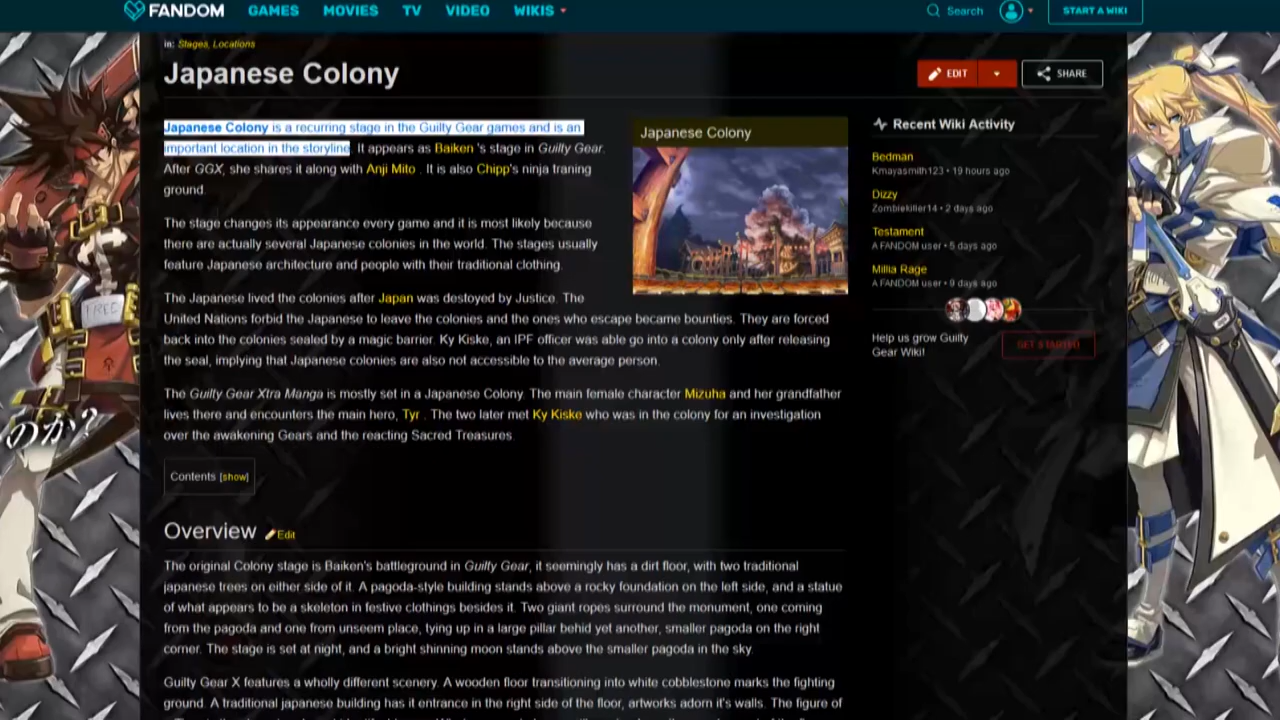 FANDOM GAMES MOVIES TV VIDEO WIKIS Search START A WIKI
in: Stages, Locations
Japanese Colony
EDIT SHARE
Japanese Colony is a recurring stage in the Guilty Gear games and is an
important location in the storyline. It appears as Baiken 's stage in Guilty Gear.
After GGX, she shares it along with Anji Mito . It is also Chipp's ninja traning
ground.
The stage changes its appearance every game and it is most likely because
there are actually several Japanese colonies in the world. The stages usually
feature Japanese architecture and people with their traditional clothing.
The Japanese lived the colonies after Japan was destoyed by Justice. The
United Nations forbid the Japanese to leave the colonies and the ones who escape became bounties. They are forced
back into the colonies sealed by a magic barrier. Ky Kiske, an IPF officer was able go into a colony only after releasing
the seal, implying that Japanese colonies are also not accessible to the average person.
The Guilty Gear Xtra Manga is mostly set in a Japanese Colony. The main female character Mizuha and her grandfather
lives there and encounters the main hero, Tyr . The two later met Ky Kiske who was in the colony for an investigation
over the awakening Gears and the reacting Sacred Treasures.
Contents [show]
Overview Edit
The original Colony stage is Baiken's battleground in Guilty Gear, it seemingly has a dirt floor, with two traditional
japanese trees on either side of it. A pagoda-style building stands above a rocky foundation on the left side, and a statue
of what appears to be a skeleton in festive clothings besides it. Two giant ropes surround the monument, one coming
from the pagoda and one from unseem place, tying up in a large pillar behid yet another, smaller pagoda on the right
corner. The stage is set at night, and a bright shinning moon stands above the smaller pagoda in the sky.
Guilty Gear X features a wholly different scenery. A wooden floor transitioning into white cobblestone marks the fighting
ground. A traditional japanese building has it entrance in the right side of the floor, artworks adorn it's walls. The figure of
Japanese Colony
Recent Wiki Activity
Bedman
Kmayasmith123 • 19 hours ago
Dizzy
Zombiekiller14 • 2 days ago
Testament
A FANDOM user • 5 days ago
Millia Rage
A FANDOM user • 9 days ago
Help us grow Guilty
Gear Wiki!
GET STARTED
FREE
のか?